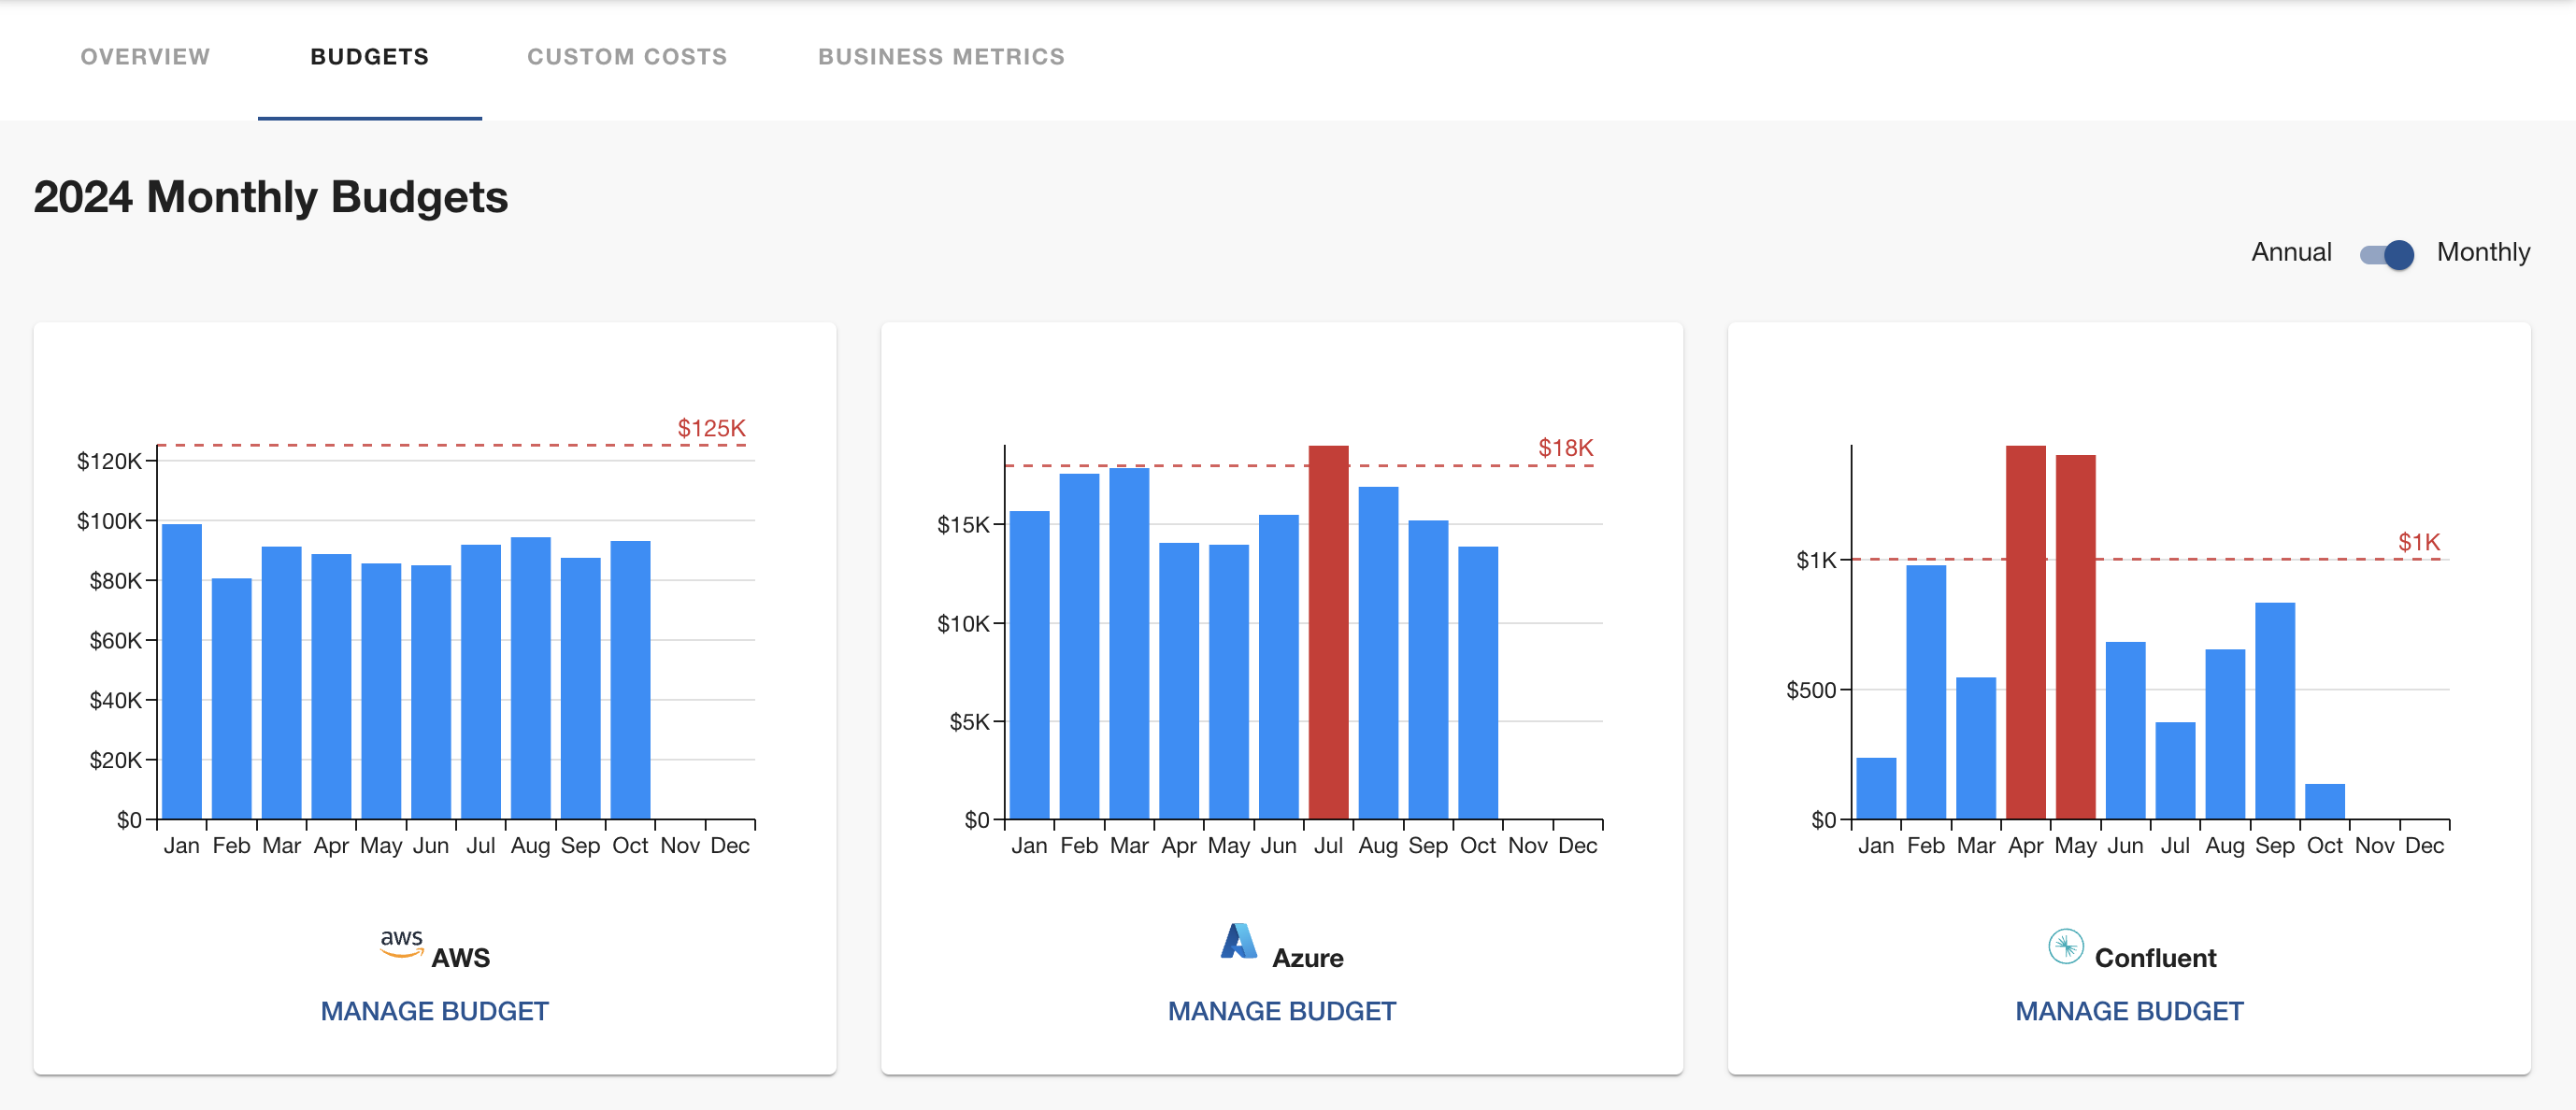 OVERVIEW BUDGETS CUSTOM COSTS BUSINESS METRICS
2024 Monthly Budgets
Annual Monthly
$125K
$120K
$100K
$80K
$60K
$40K
$20K
$0
Jan Feb Mar Apr May Jun Jul Aug Sep Oct Nov Dec
aws AWS
MANAGE BUDGET
$18K
$15K
$10K
$5K
$0
Jan Feb Mar Apr May Jun Jul Aug Sep Oct Nov Dec
Azure
MANAGE BUDGET
$1K
$1K
$500
$0
Jan Feb Mar Apr May Jun Jul Aug Sep Oct Nov Dec
Confluent
MANAGE BUDGET